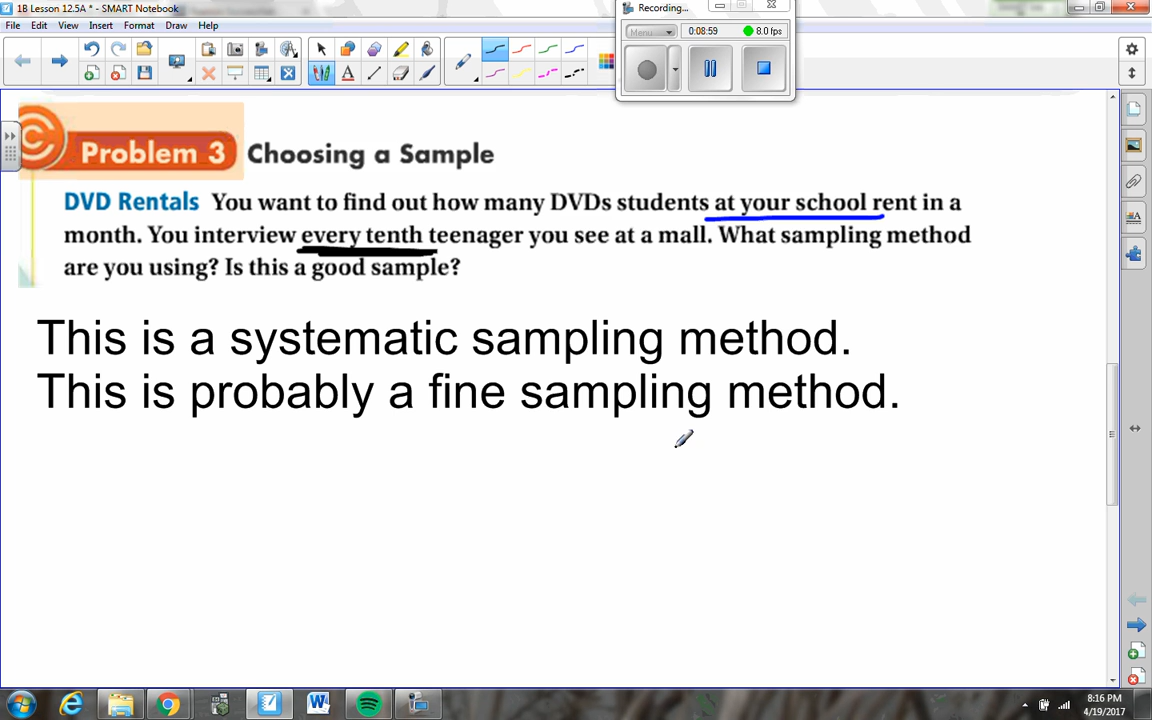 1B Lesson 12.5A * - SMART Notebook
Recording...
File Edit View Insert Format Draw Help
Menu 0:08:59 8.0 fps
Problem 3 Choosing a Sample
DVD Rentals You want to find out how many DVDs students at your school rent in a
month. You interview every tenth teenager you see at a mall. What sampling method
are you using? Is this a good sample?
This is a systematic sampling method.
This is probably a fine sampling method.
8:16 PM
4/19/2017